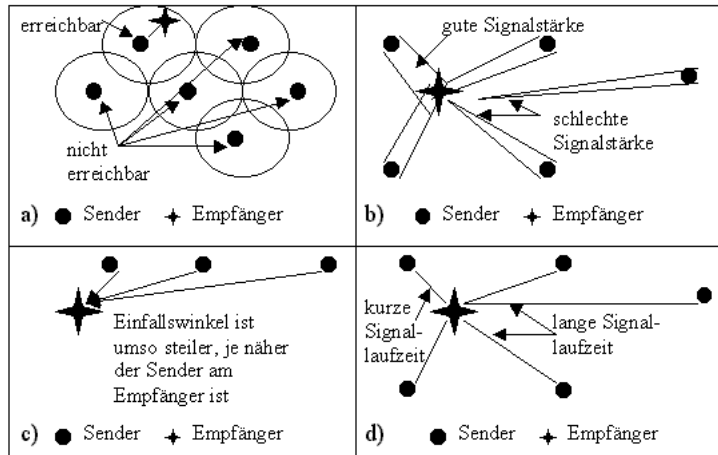 erreichbar
nicht
erreichbar
a) Sender Empfänger
gute Signalstärke
schlechte
Signalstärke
b) Sender Empfänger
Einfallswinkel ist
umso steiler, je näher
der Sender am
Empfänger ist
c) Sender Empfänger
kurze
Signal-
laufzeit
lange Signal-
laufzeit
d) Sender Empfänger